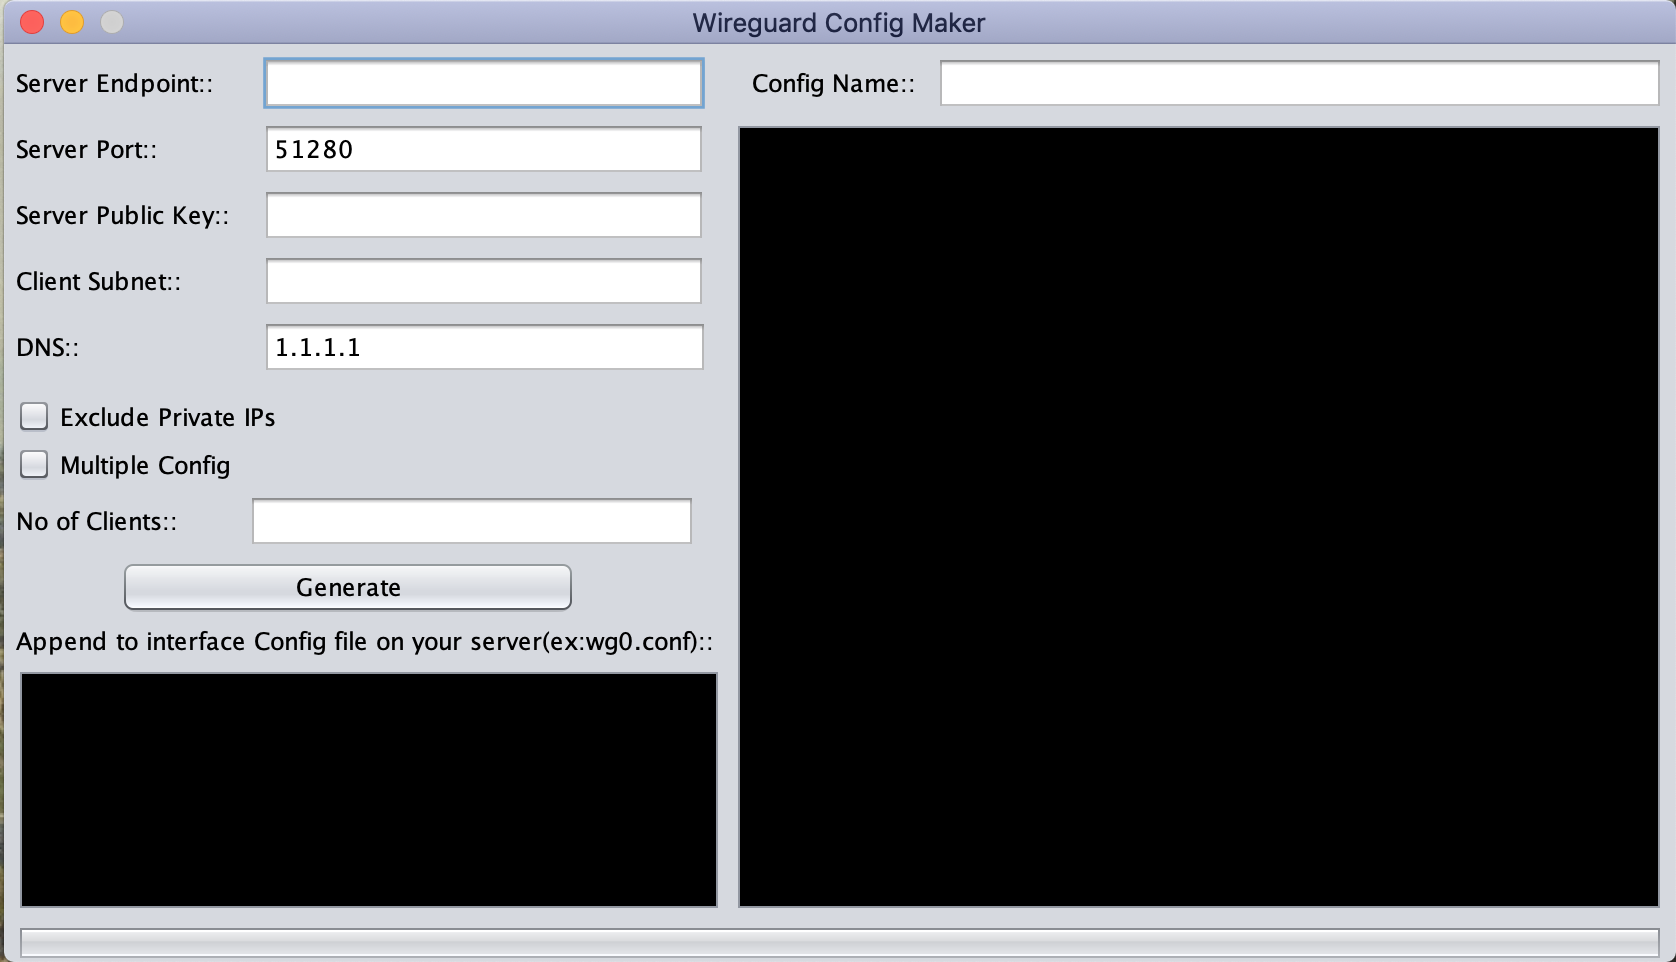 Wireguard Config Maker
Server Endpoint::
Config Name::
Server Port::
51280
Server Public Key::
Client Subnet::
DNS::
1.1.1.1
Exclude Private IPs
Multiple Config
No of Clients::
Generate
Append to interface Config file on your server(ex:wg0.conf)::